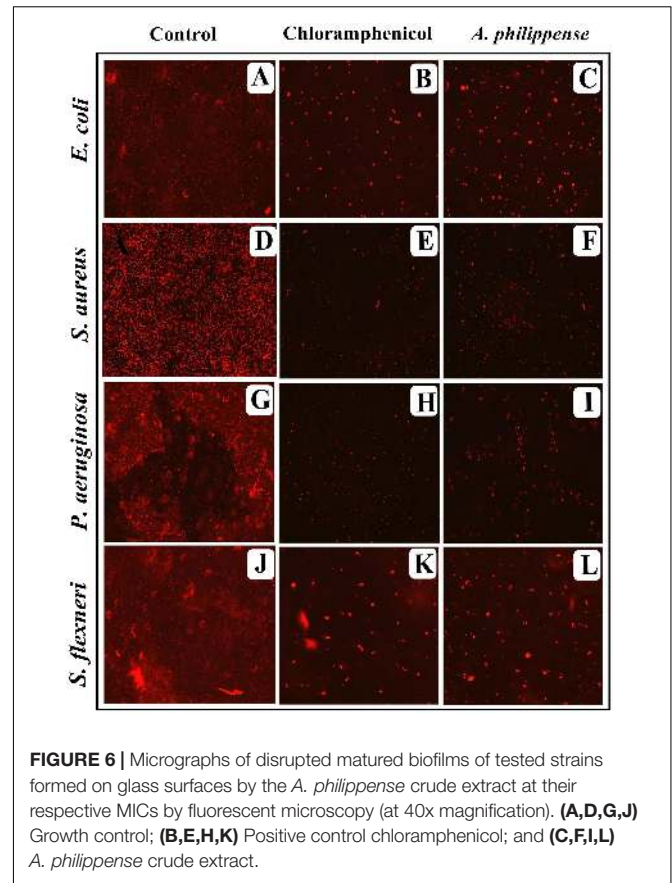 Control Chloramphenicol A. philippense
E. coli
A B C
S. aureus
D E F
P. aeruginosa
G H I
S. flexneri
J K L
FIGURE 6 | Micrographs of disrupted matured biofilms of tested strains
formed on glass surfaces by the A. philippense crude extract at their
respective MICs by fluorescent microscopy (at 40x magnification). (A,D,G,J)
Growth control; (B,E,H,K) Positive control chloramphenicol; and (C,F,I,L)
A. philippense crude extract.